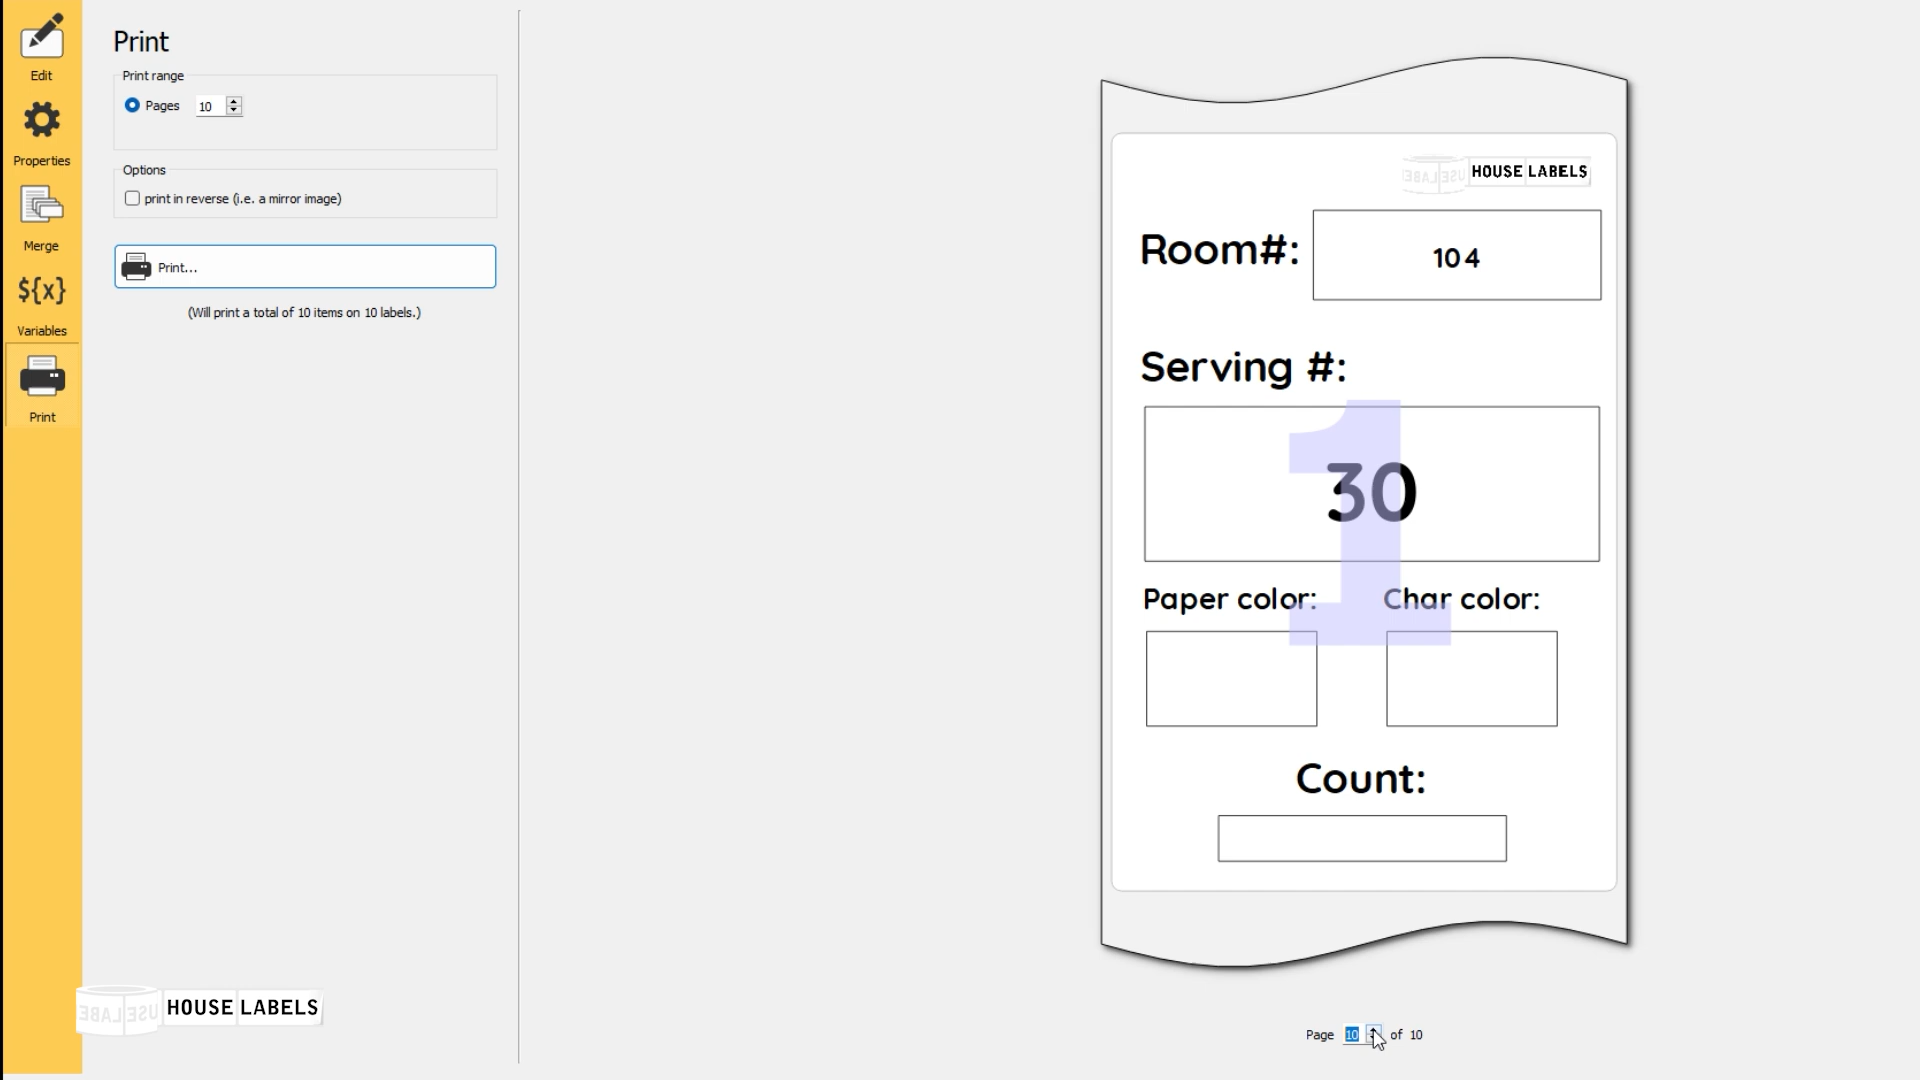 Edit
Properties
Merge
${x}
Variables
Print
Print
Print range
Pages 10
Options
print in reverse (i.e. a mirror image)
Print...
(Will print a total of 10 items on 10 labels.)
HOUSE LABELS
Room#: 104
Serving #:
30
1
Paper color: Char color:
Count:
Page 10 of 10
HOUSE LABELS